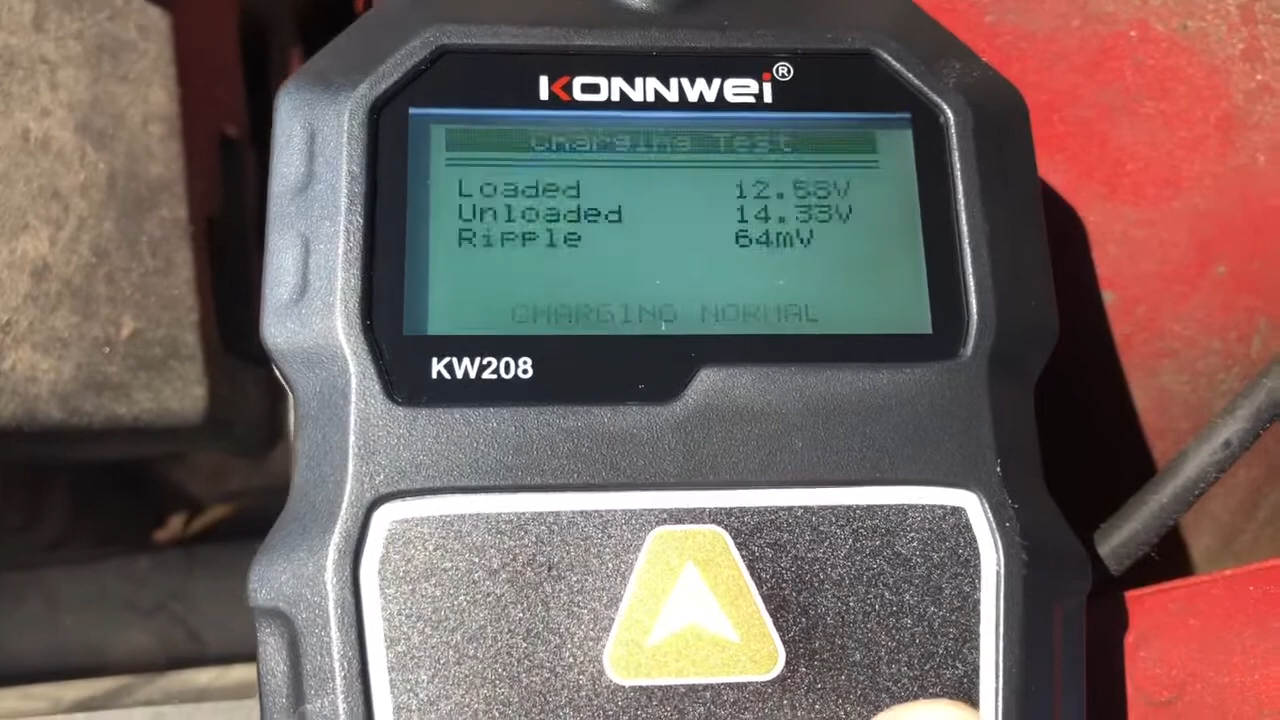 KONNWEI®
Charging Test
Loaded 12.58V
Unloaded 14.33V
Ripple 64mV
CHARGING NORMAL
KW208